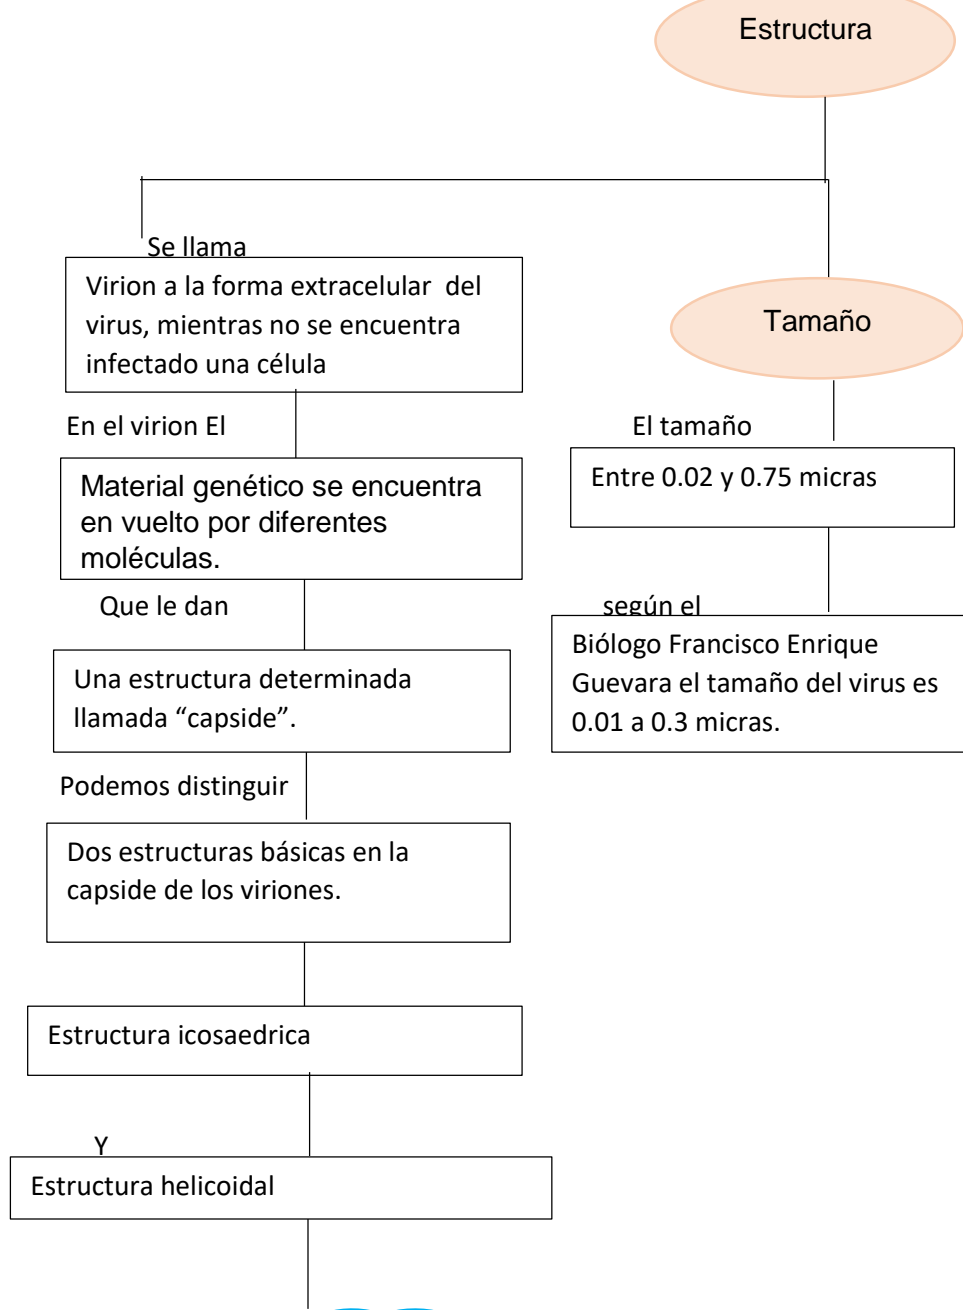 Estructura
Se llama
Virion a la forma extracelular del
virus, mientras no se encuentra
infectado una célula
En el virion El
Material genético se encuentra
en vuelto por diferentes
moléculas.
Que le dan
Una estructura determinada
llamada “capside”.
Podemos distinguir
Dos estructuras básicas en la
capside de los viriones.
Estructura icosaedrica
Y
Estructura helicoidal
Tamaño
El tamaño
Entre 0.02 y 0.75 micras
según el
Biólogo Francisco Enrique
Guevara el tamaño del virus es
0.01 a 0.3 micras.